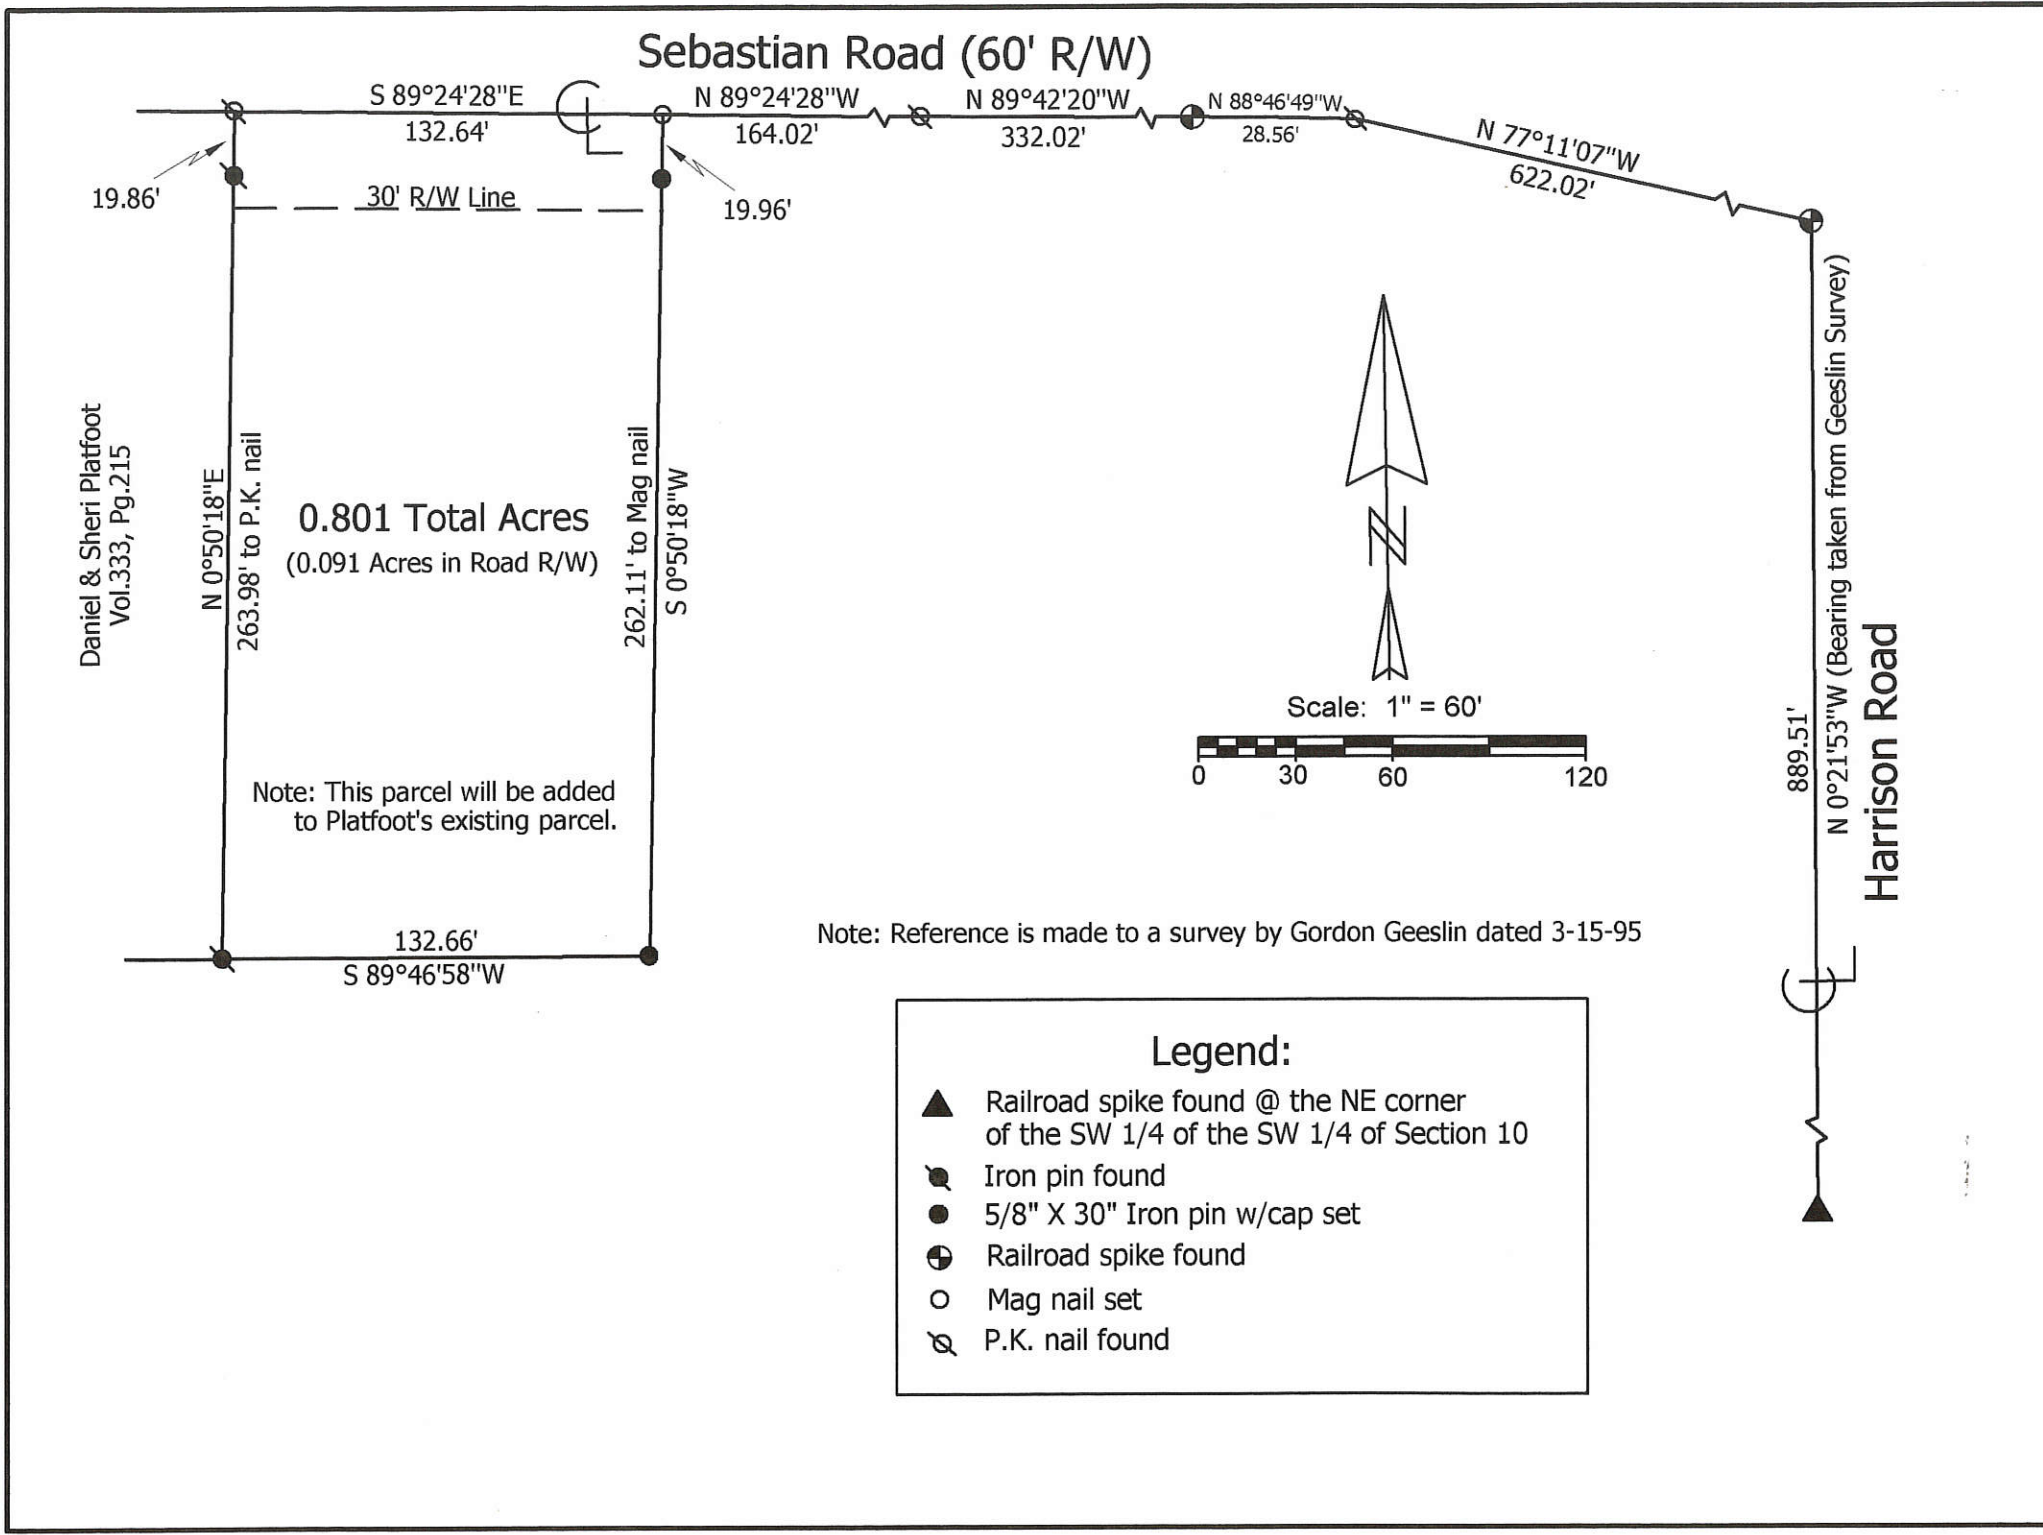 Sebastian Road (60' R/W)
S 89°24'28"E
132.64'
N 89°24'28"W
164.02'
N 89°42'20"W
332.02'
N 88°46'49"W
28.56'
N 77°11'07"W
622.02'
19.86'
30' R/W Line
19.96'
Daniel & Sheri Platfoot
Vol.333, Pg.215
N 0°50'18"E
263.98' to P.K. nail
0.801 Total Acres
(0.091 Acres in Road R/W)
262.11' to Mag nail
S 0°50'18"W
N
Scale: 1" = 60'
0 30 60 120
889.51'
N 0°21'53"W (Bearing taken from Geeslin Survey)
Harrison Road
Note: This parcel will be added
to Platfoot's existing parcel.
132.66'
S 89°46'58"W
Note: Reference is made to a survey by Gordon Geeslin dated 3-15-95
Legend:
Railroad spike found @ the NE corner
of the SW 1/4 of the SW 1/4 of Section 10
Iron pin found
5/8" X 30" Iron pin w/cap set
Railroad spike found
Mag nail set
P.K. nail found